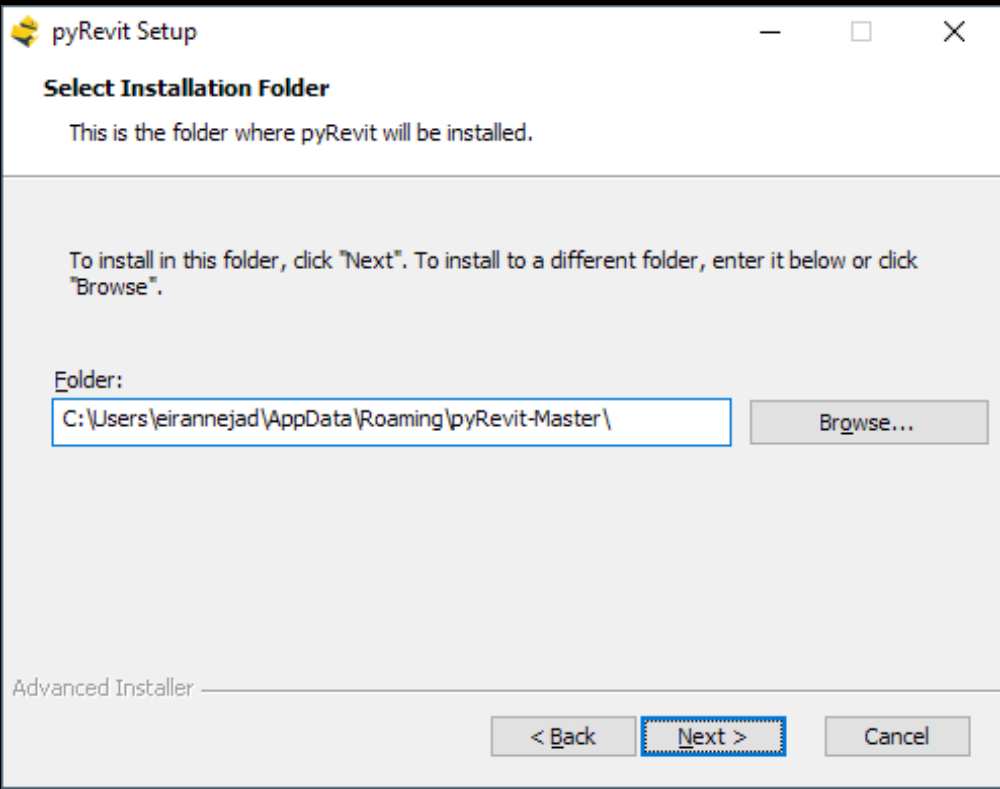 pyRevit Setup
Select Installation Folder
This is the folder where pyRevit will be installed.
To install in this folder, click "Next". To install to a different folder, enter it below or click
"Browse".
Folder:
C:\Users\eirannejad\AppData\Roaming\pyRevit-Master\
Browse...
Advanced Installer
< Back
Next >
Cancel